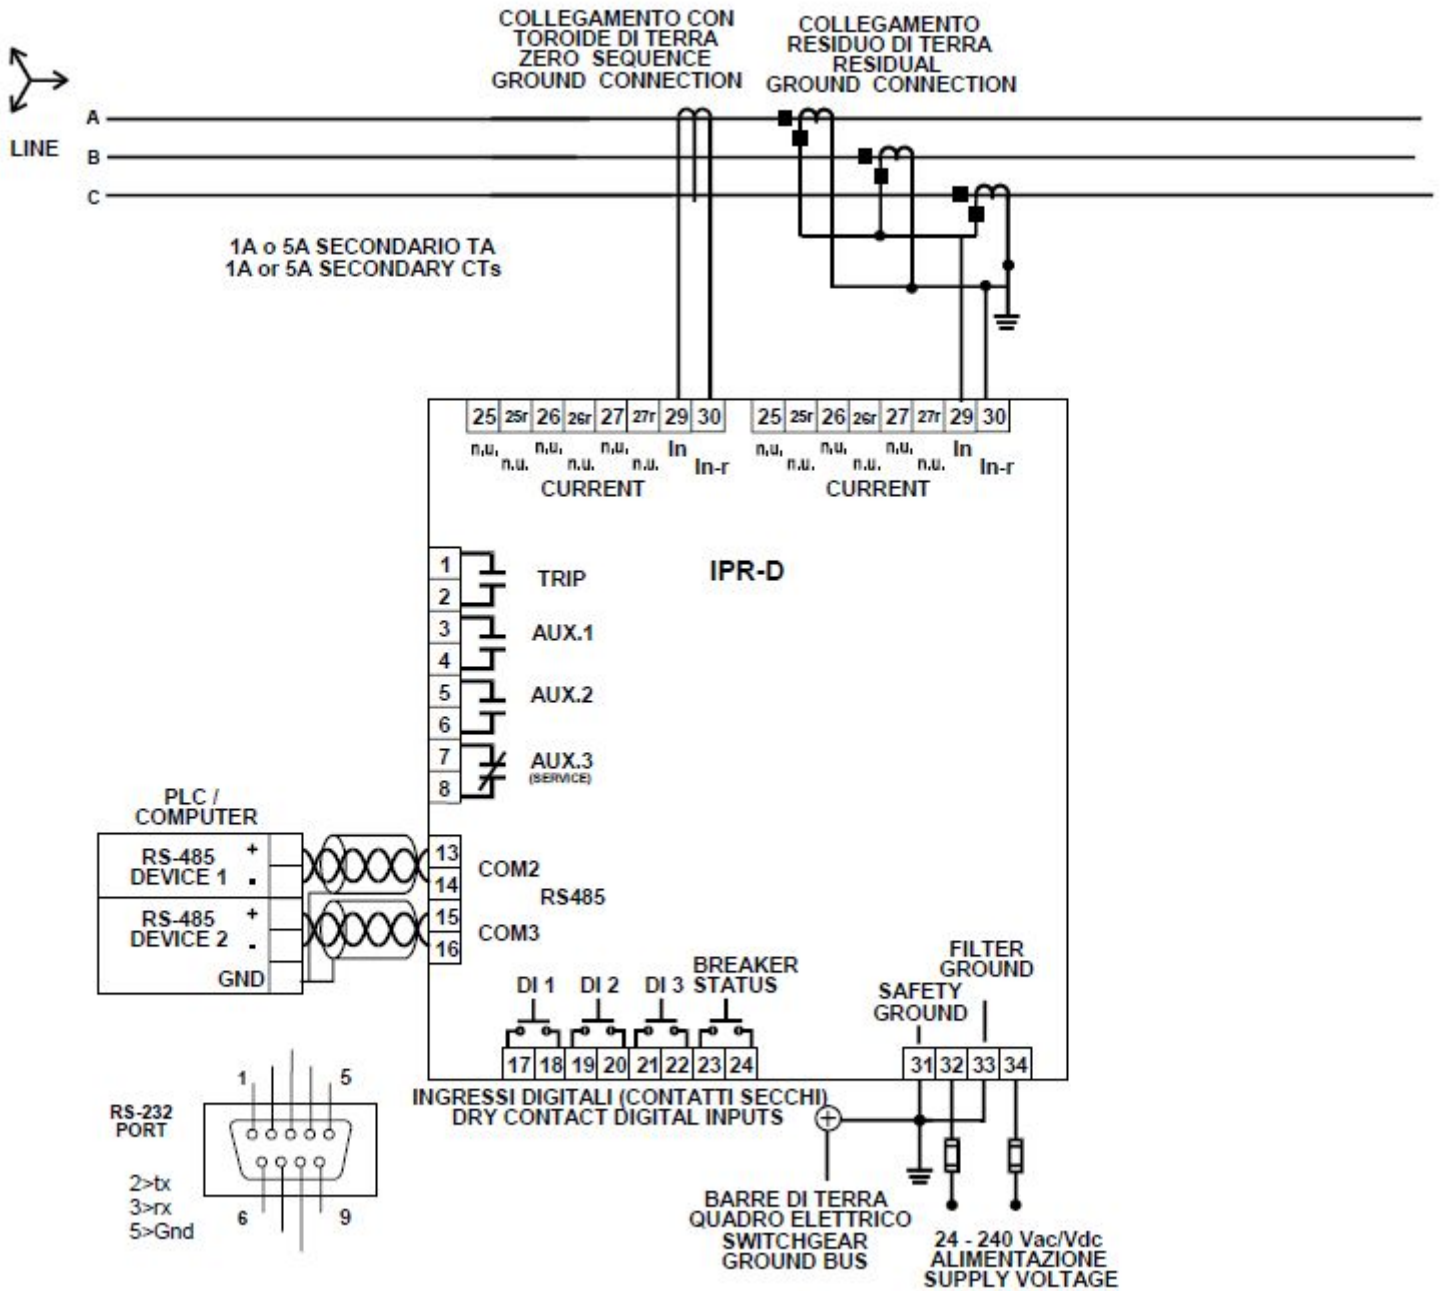 COLLEGAMENTO CON
TOROIDE DI TERRA
ZERO SEQUENCE
GROUND CONNECTION
COLLEGAMENTO
RESIDUO DI TERRA
RESIDUAL
GROUND CONNECTION
LINE
A
B
C
1A o 5A SECONDARIO TA
1A or 5A SECONDARY CTs
25 25r 26 26r 27 27r 29 30
n.u. n.u. n.u. n.u. n.u. n.u. In In-r
CURRENT
25 25r 26 26r 27 27r 29 30
n.u. n.u. n.u. n.u. n.u. n.u. In In-r
CURRENT
IPR-D
1
2
TRIP
3
4
AUX.1
5
6
AUX.2
7
8
AUX.3
(SERVICE)
PLC /
COMPUTER
RS-485
DEVICE 1
+
-
RS-485
DEVICE 2
+
-
GND
13
14
COM2
RS485
15
16
COM3
DI 1
DI 2
DI 3
BREAKER
STATUS
17 18 19 20 21 22 23 24
INGRESSI DIGITALI (CONTATTI SECCHI)
DRY CONTACT DIGITAL INPUTS
FILTER
GROUND
SAFETY
GROUND
31 32 33 34
RS-232
PORT
1
5
6
9
2>tx
3>rx
5>Gnd
BARRE DI TERRA
QUADRO ELETTRICO
SWITCHGEAR
GROUND BUS
24 - 240 Vac/Vdc
ALIMENTAZIONE
SUPPLY VOLTAGE